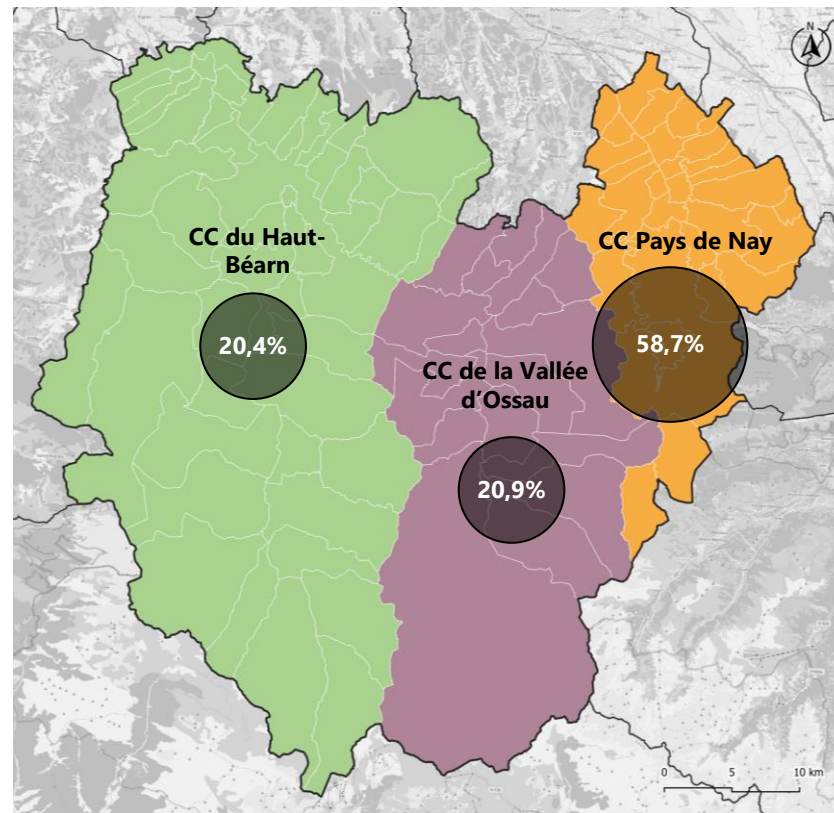 N
CC du Haut-
Béarn
20,4%
CC Pays de Nay
58,7%
CC de la Vallée
d'Ossau
20,9%
0 5 10 km